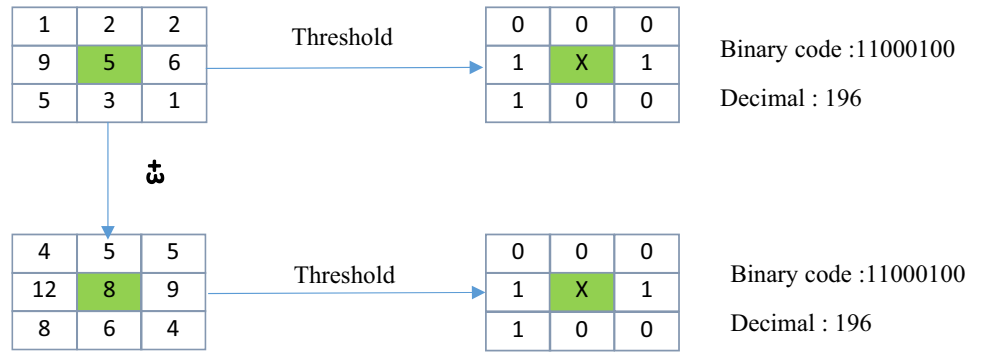 1 2 2 Threshold 0 0 0
9 5 6 1 X 1 Binary code :11000100
5 3 1 1 0 0 Decimal : 196
+3
4 5 5 Threshold 0 0 0
12 8 9 1 X 1 Binary code :11000100
8 6 4 1 0 0 Decimal : 196